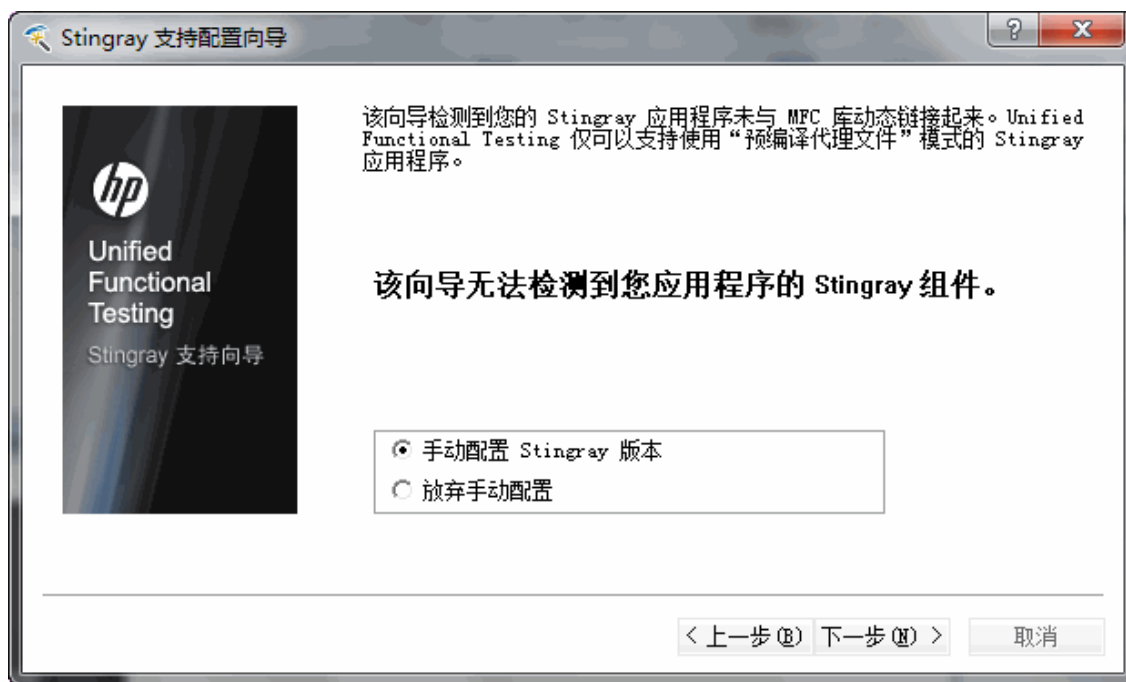 Stingray 支持配置向导
该向导检测到您的 Stingray 应用程序未与 MFC 库动态链接起来。Unified
Functional Testing 仅可以支持使用“预编译代理文件”模式的 Stingray
应用程序。
hp
Unified
Functional
Testing
Stingray 支持向导
该向导无法检测到您应用程序的 Stingray 组件。
手动配置 Stingray 版本
放弃手动配置
< 上一步(B) 下一步(N) > 取消